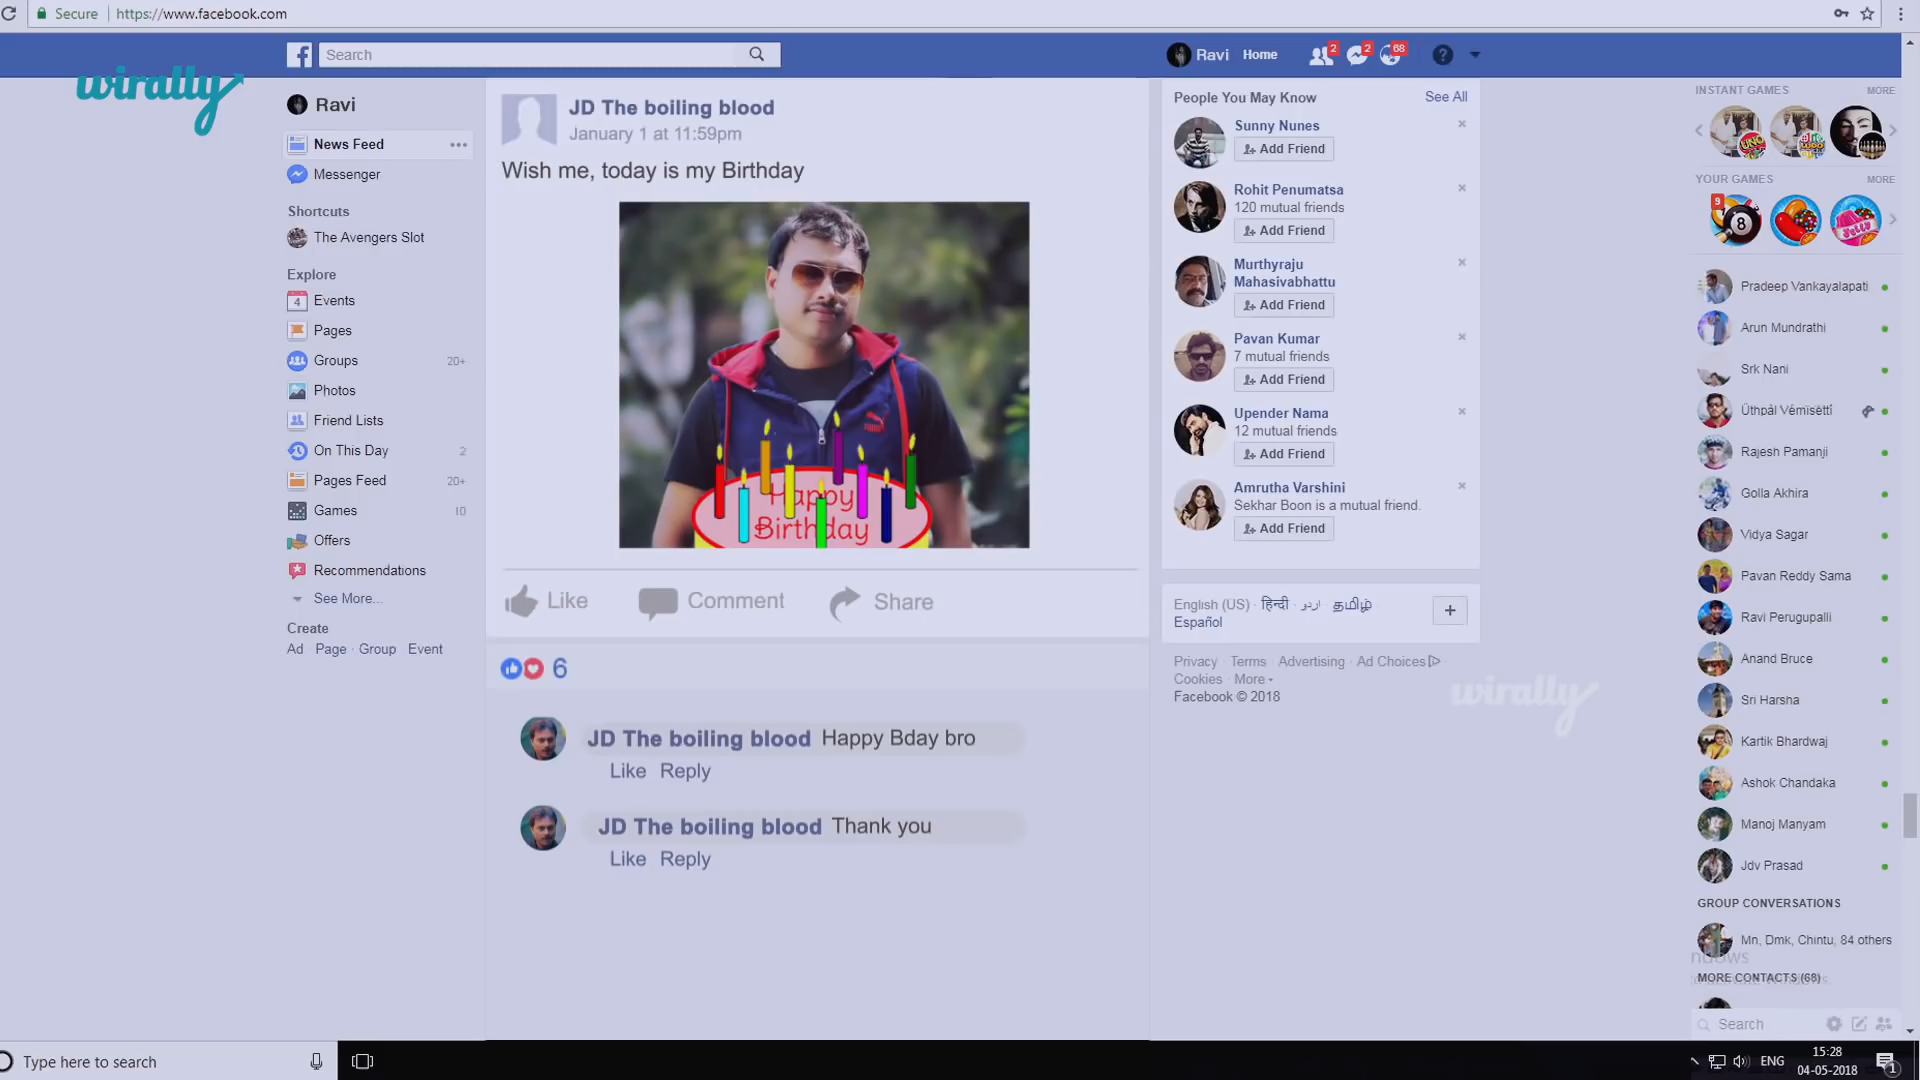 Secure
https://www.facebook.com
Search
Ravi
Home
2
2
68
wirally
Ravi
News Feed
Messenger
Shortcuts
The Avengers Slot
Explore
4
Events
Pages
Groups 20+
Photos
Friend Lists
On This Day 2
Pages Feed 20+
Games 10
Offers
Recommendations
See More...
Create
Ad Page · Group Event
JD The boiling blood
January 1 at 11:59pm
Wish me, today is my Birthday
Happy
Birthday
Like
Comment
Share
6
JD The boiling blood Happy Bday bro
Like Reply
JD The boiling blood Thank you
Like Reply
People You May Know
See All
Sunny Nunes
Add Friend
Rohit Penumatsa
120 mutual friends
Add Friend
Murthyraju
Mahasivabhattu
Add Friend
Pavan Kumar
7 mutual friends
Add Friend
Upender Nama
12 mutual friends
Add Friend
Amrutha Varshini
Sekhar Boon is a mutual friend.
Add Friend
English (US) · हिन्दी · اردو · தமிழ்
Español
Privacy · Terms · Advertising · Ad Choices
Cookies · More
Facebook © 2018
wirally
INSTANT GAMES MORE
UNO
YOUR GAMES MORE
9
8
Jelly
Pradeep Vankayalapati
Arun Mundrathi
Srk Nani
Rajesh Pamanji
Golla Akhira
Vidya Sagar
Pavan Reddy Sama
Ravi Perugupalli
Anand Bruce
Sri Harsha
Kartik Bhardwaj
Ashok Chandaka
Manoj Manyam
Jdv Prasad
GROUP CONVERSATIONS
Mn, Dmk, Chintu, 84 others
MORE CONTACTS (68)
Search
Type here to search
ENG
15:28
04-05-2018
1